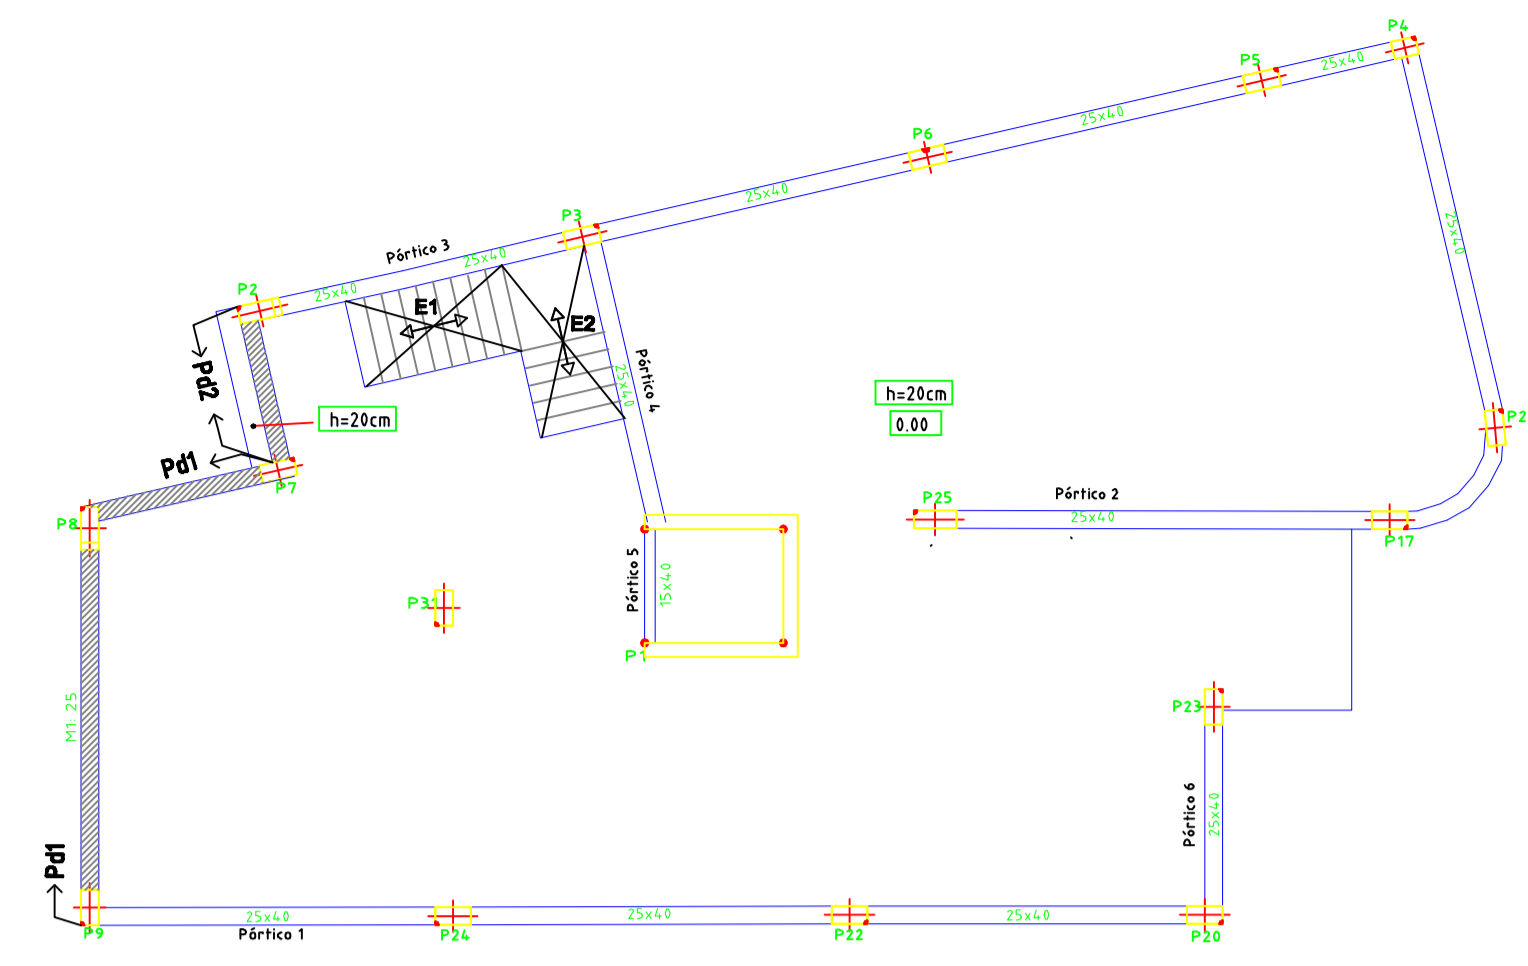 P4
P5
25x40
25x40
P6
25x40
P3
Pórtico 3
25x40
P2
25x40
E1
E2
25x40
Pd2
Pórtico 4
25x40
h=20cm
h=20cm
0.00
P2
Pd1
P7
P8
P25
Pórtico 2
25x40
P17
Pórtico 5
15x40
P31
P1
M1: 25
P23
Pórtico 6
25x40
Pd1
P9
25x40
Pórtico 1
P24
25x40
P22
25x40
P20